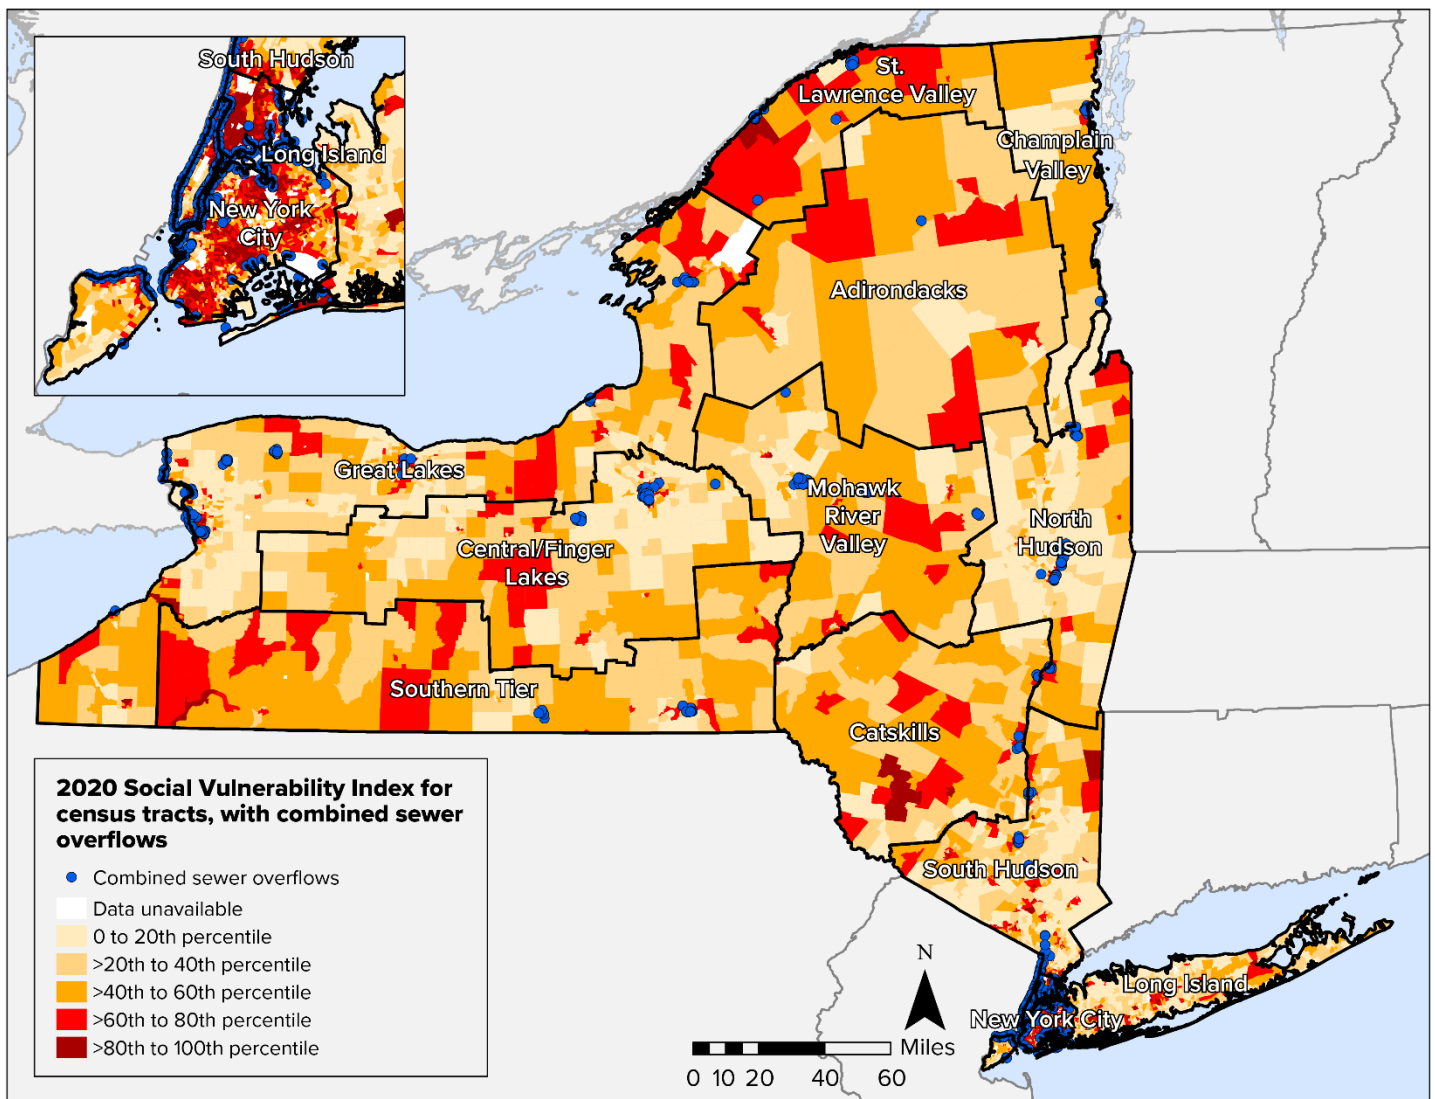 South Hudson
Long Island
New York
City
St.
Lawrence Valley
Champlain
Valley
Adirondacks
Great Lakes
Mohawk
River
Valley
North
Hudson
Central/Finger
Lakes
Southern Tier
Catskills
South Hudson
Long Island
New York City
2020 Social Vulnerability Index for
census tracts, with combined sewer
overflows
Combined sewer overflows
Data unavailable
0 to 20th percentile
>20th to 40th percentile
>40th to 60th percentile
>60th to 80th percentile
>80th to 100th percentile
N
Miles
0 10 20 40 60